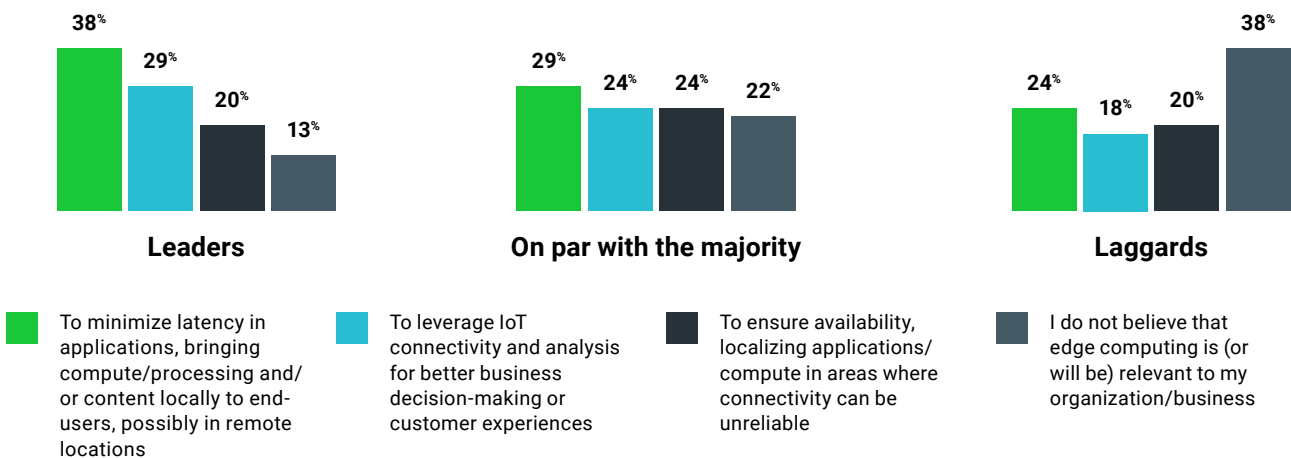 38%
29%
20%
13%
Leaders
29%
24%
24%
22%
On par with the majority
24%
18%
20%
38%
Laggards
To minimize latency in
applications, bringing
compute/processing and/
or content locally to end-
users, possibly in remote
locations
To leverage IoT
connectivity and analysis
for better business
decision-making or
customer experiences
To ensure availability,
localizing applications/
compute in areas where
connectivity can be
unreliable
I do not believe that
edge computing is (or
will be) relevant to my
organization/business